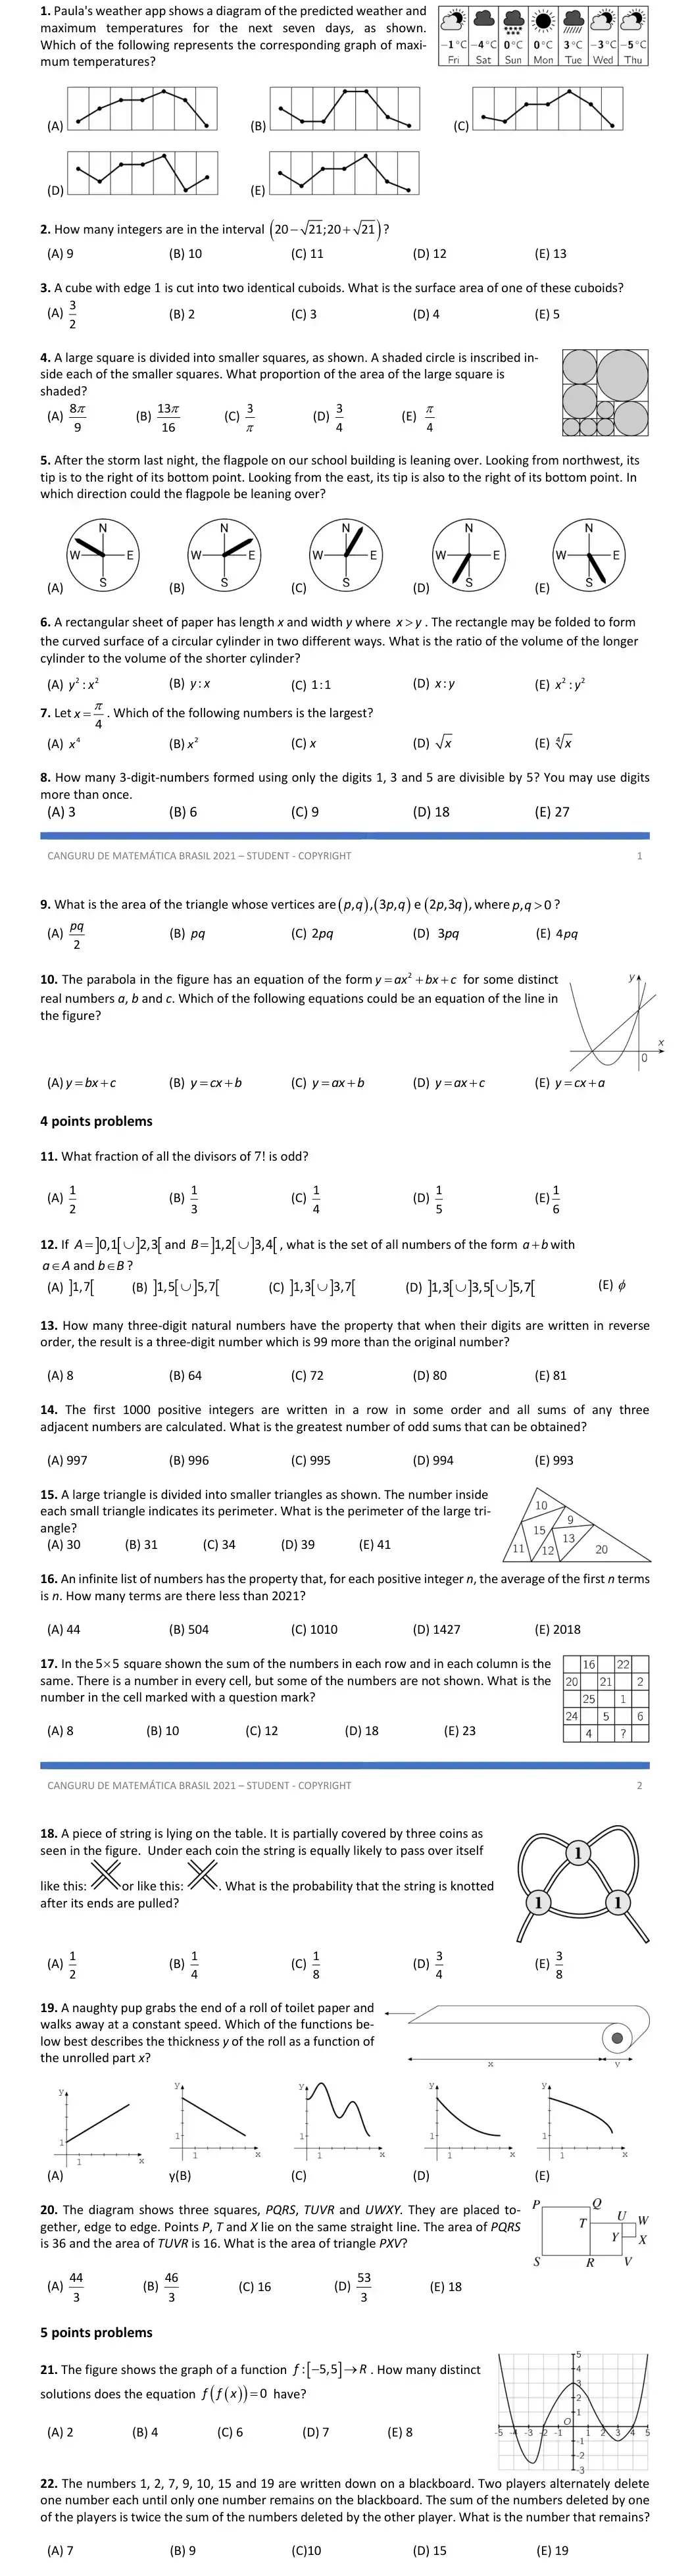 1. Paula's weather app shows a diagram of the predicted weather and
maximum temperatures for the next seven days, as shown.
Which of the following represents the corresponding graph of maxi-
mum temperatures?
−1°C −4°C 0°C 0°C 3°C −3°C −5°C
Fri Sat Sun Mon Tue Wed Thu
(A) (B) (C)
(D) (E)
2. How many integers are in the interval (20−√21;20+√21)?
(A) 9 (B) 10 (C) 11 (D) 12 (E) 13
3. A cube with edge 1 is cut into two identical cuboids. What is the surface area of one of these cuboids?
(A) 3/2 (B) 2 (C) 3 (D) 4 (E) 5
4. A large square is divided into smaller squares, as shown. A shaded circle is inscribed in-
side each of the smaller squares. What proportion of the area of the large square is
shaded?
(A) 8π/9 (B) 13π/16 (C) 3/π (D) 3/4 (E) π/4
5. After the storm last night, the flagpole on our school building is leaning over. Looking from northwest, its
tip is to the right of its bottom point. Looking from the east, its tip is also to the right of its bottom point. In
which direction could the flagpole be leaning over?
N N N N N
W E W E W E W E W E
S S S S S
(A) (B) (C) (D) (E)
6. A rectangular sheet of paper has length x and width y where x>y. The rectangle may be folded to form
the curved surface of a circular cylinder in two different ways. What is the ratio of the volume of the longer
cylinder to the volume of the shorter cylinder?
(A) y²:x² (B) y:x (C) 1:1 (D) x:y (E) x²:y²
7. Let x=π/4. Which of the following numbers is the largest?
(A) x⁴ (B) x² (C) x (D) √x (E) ∜x
8. How many 3-digit-numbers formed using only the digits 1, 3 and 5 are divisible by 5? You may use digits
more than once.
(A) 3 (B) 6 (C) 9 (D) 18 (E) 27
CANGURU DE MATEMÁTICA BRASIL 2021 – STUDENT - COPYRIGHT 1
9. What is the area of the triangle whose vertices are (p,q),(3p,q) e (2p,3q), where p,q>0?
(A) pq/2 (B) pq (C) 2pq (D) 3pq (E) 4pq
10. The parabola in the figure has an equation of the form y=ax²+bx+c for some distinct
real numbers a, b and c. Which of the following equations could be an equation of the line in
the figure?
y
x
0
(A) y=bx+c (B) y=cx+b (C) y=ax+b (D) y=ax+c (E) y=cx+a
4 points problems
11. What fraction of all the divisors of 7! is odd?
(A) 1/2 (B) 1/3 (C) 1/4 (D) 1/5 (E) 1/6
12. If A=]0,1[∪]2,3[ and B=]1,2[∪]3,4[, what is the set of all numbers of the form a+b with
a∈A and b∈B?
(A) ]1,7[ (B) ]1,5[∪]5,7[ (C) ]1,3[∪]3,7[ (D) ]1,3[∪]3,5[∪]5,7[ (E) ϕ
13. How many three-digit natural numbers have the property that when their digits are written in reverse
order, the result is a three-digit number which is 99 more than the original number?
(A) 8 (B) 64 (C) 72 (D) 80 (E) 81
14. The first 1000 positive integers are written in a row in some order and all sums of any three
adjacent numbers are calculated. What is the greatest number of odd sums that can be obtained?
(A) 997 (B) 996 (C) 995 (D) 994 (E) 993
15. A large triangle is divided into smaller triangles as shown. The number inside
each small triangle indicates its perimeter. What is the perimeter of the large tri-
angle?
10
9
15
13
11 12 20
(A) 30 (B) 31 (C) 34 (D) 39 (E) 41
16. An infinite list of numbers has the property that, for each positive integer n, the average of the first n terms
is n. How many terms are there less than 2021?
(A) 44 (B) 504 (C) 1010 (D) 1427 (E) 2018
17. In the 5×5 square shown the sum of the numbers in each row and in each column is the
same. There is a number in every cell, but some of the numbers are not shown. What is the
number in the cell marked with a question mark?
16 22
20 21 2
25 1
24 5 6
4 ?
(A) 8 (B) 10 (C) 12 (D) 18 (E) 23
CANGURU DE MATEMÁTICA BRASIL 2021 – STUDENT - COPYRIGHT 2
18. A piece of string is lying on the table. It is partially covered by three coins as
seen in the figure. Under each coin the string is equally likely to pass over itself
like this: or like this: . What is the probability that the string is knotted
after its ends are pulled?
1
1 1
(A) 1/2 (B) 1/4 (C) 1/8 (D) 3/4 (E) 3/8
19. A naughty pup grabs the end of a roll of toilet paper and
walks away at a constant speed. Which of the functions be-
low best describes the thickness y of the roll as a function of
the unrolled part x?
x y
y y y y y
1 1 1 1 1
1 x 1 x 1 x 1 x 1 x
(A) y(B) (C) (D) (E)
20. The diagram shows three squares, PQRS, TUVR and UWXY. They are placed to-
gether, edge to edge. Points P, T and X lie on the same straight line. The area of PQRS
is 36 and the area of TUVR is 16. What is the area of triangle PXV?
P Q
U W
T
Y X
S R V
(A) 44/3 (B) 46/3 (C) 16 (D) 53/3 (E) 18
5 points problems
21. The figure shows the graph of a function f:[−5,5]→R. How many distinct
solutions does the equation f(f(x))=0 have?
5
4
3
2
1
O
-5 -4 -3 -2 -1 1 2 3 4 5
-1
-2
-3
(A) 2 (B) 4 (C) 6 (D) 7 (E) 8
22. The numbers 1, 2, 7, 9, 10, 15 and 19 are written down on a blackboard. Two players alternately delete
one number each until only one number remains on the blackboard. The sum of the numbers deleted by one
of the players is twice the sum of the numbers deleted by the other player. What is the number that remains?
(A) 7 (B) 9 (C)10 (D) 15 (E) 19